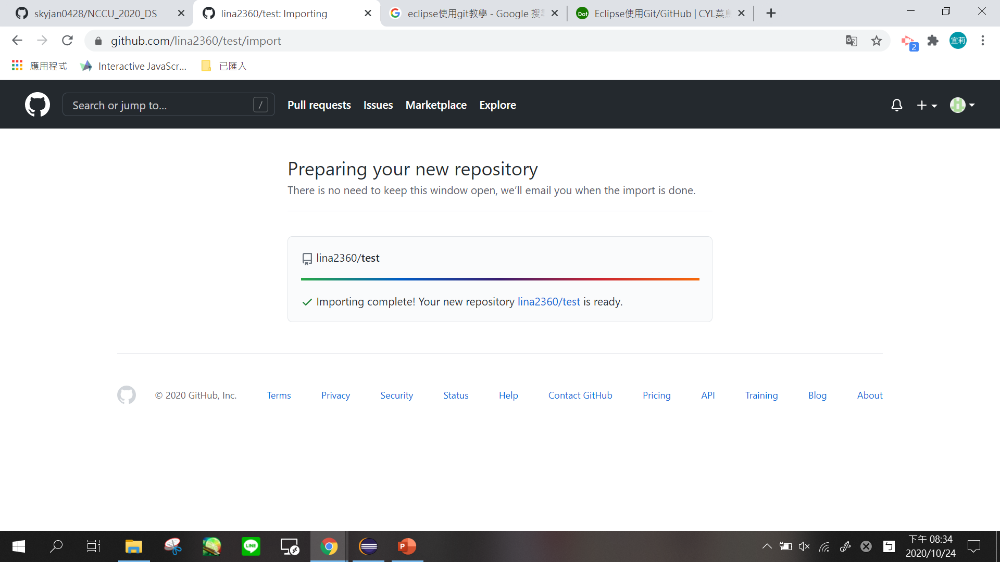 skyjan0428/NCCU_2020_DS
lina2360/test: Importing
eclipse使用git教學 - Google 搜
Eclipse使用Git/GitHub | CYL菜
github.com/lina2360/test/import
2
宜莉
應用程式
Interactive JavaScr...
已匯入
Search or jump to...
/
Pull requests
Issues
Marketplace
Explore
Preparing your new repository
There is no need to keep this window open, we’ll email you when the import is done.
lina2360/test
Importing complete! Your new repository lina2360/test is ready.
© 2020 GitHub, Inc.
Terms
Privacy
Security
Status
Help
Contact GitHub
Pricing
API
Training
Blog
About
LINE
P
ㄅ
下午 08:34
2020/10/24